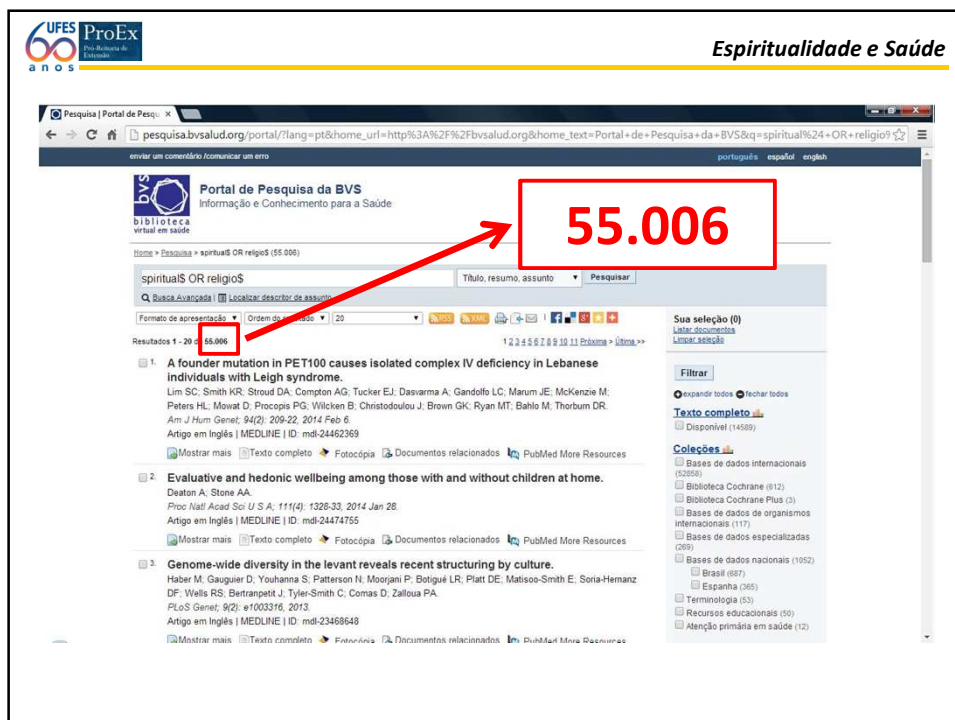 UFES
60
anos
ProEx
Pró-Reitoria de
Extensão
Espiritualidade e Saúde
Pesquisa | Portal de Pesqu
pesquisa.bvsalud.org/portal/?lang=pt&home_url=http%3A%2F%2Fbvsalud.org&home_text=Portal+de+Pesquisa+da+BVS&q=spiritual%24+OR+religio
enviar um comentário /comunicar um erro
português español english
bvs
biblioteca
virtual em saúde
Portal de Pesquisa da BVS
Informação e Conhecimento para a Saúde
55.006
Home > Pesquisa > spiritual$ OR religio$ (55.006)
spiritual$ OR religio$ Título, resumo, assunto Pesquisar
Busca Avançada | Localizar descritor de assunto
Formato de apresentação Ordem do resultado 20 RSS XML
Resultados 1 - 20 de 55.006 1 2 3 4 5 6 7 8 9 10 11 Próxima > Última >>
1. A founder mutation in PET100 causes isolated complex IV deficiency in Lebanese
individuals with Leigh syndrome.
Lim SC; Smith KR; Stroud DA; Compton AG; Tucker EJ; Dasvarma A; Gandolfo LC; Marum JE; McKenzie M;
Peters HL; Mowat D; Procopis PG; Wilcken B; Christodoulou J; Brown GK; Ryan MT; Bahlo M; Thorburn DR.
Am J Hum Genet; 94(2): 209-22, 2014 Feb 6.
Artigo em Inglês | MEDLINE | ID: mdl-24462369
Mostrar mais Texto completo Fotocópia Documentos relacionados PubMed More Resources
2. Evaluative and hedonic wellbeing among those with and without children at home.
Deaton A; Stone AA.
Proc Natl Acad Sci U S A; 111(4): 1328-33, 2014 Jan 28.
Artigo em Inglês | MEDLINE | ID: mdl-24474755
Mostrar mais Texto completo Fotocópia Documentos relacionados PubMed More Resources
3. Genome-wide diversity in the levant reveals recent structuring by culture.
Haber M; Gauguier D; Youhanna S; Patterson N; Moorjani P; Botigué LR; Platt DE; Matisoo-Smith E; Soria-Hernanz
DF; Wells RS; Bertranpetit J; Tyler-Smith C; Comas D; Zalloua PA.
PLoS Genet; 9(2): e1003316, 2013.
Artigo em Inglês | MEDLINE | ID: mdl-23468648
Mostrar mais Texto completo Fotocópia Documentos relacionados PubMed More Resources
Sua seleção (0)
Listar documentos
Limpar seleção
Filtrar
expandir todos fechar todos
Texto completo
Disponível (14589)
Coleções
Bases de dados internacionais
(52858)
Biblioteca Cochrane (612)
Biblioteca Cochrane Plus (3)
Bases de dados de organismos
internacionais (117)
Bases de dados especializadas
(269)
Bases de dados nacionais (1052)
Brasil (687)
Espanha (365)
Terminologia (53)
Recursos educacionais (50)
Atenção primária em saúde (12)